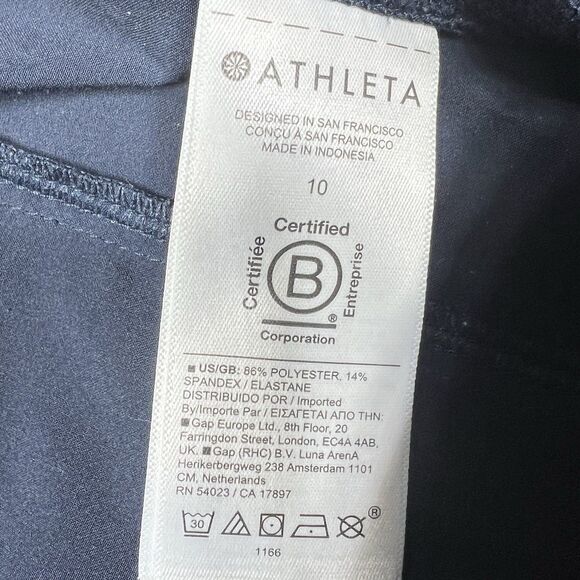 ATHLETA
DESIGNED IN SAN FRANCISCO
CONÇU À SAN FRANCISCO
MADE IN INDONESIA
10
Certified
Certifiée
B
Entreprise
®
Corporation
US/GB: 86% POLYESTER, 14%
SPANDEX / ELASTANE
DISTRIBUIDO POR / Imported
By/Importe Par / ΕΙΣΑΓΕΤΑΙ ΑΠΟ ΤΗΝ:
Gap Europe Ltd., 8th Floor, 20
Farringdon Street, London, EC4A 4AB,
UK. Gap (RHC) B.V. Luna ArenA
Herikerbergweg 238 Amsterdam 1101
CM, Netherlands
RN 54023 / CA 17897
30 ®
1166